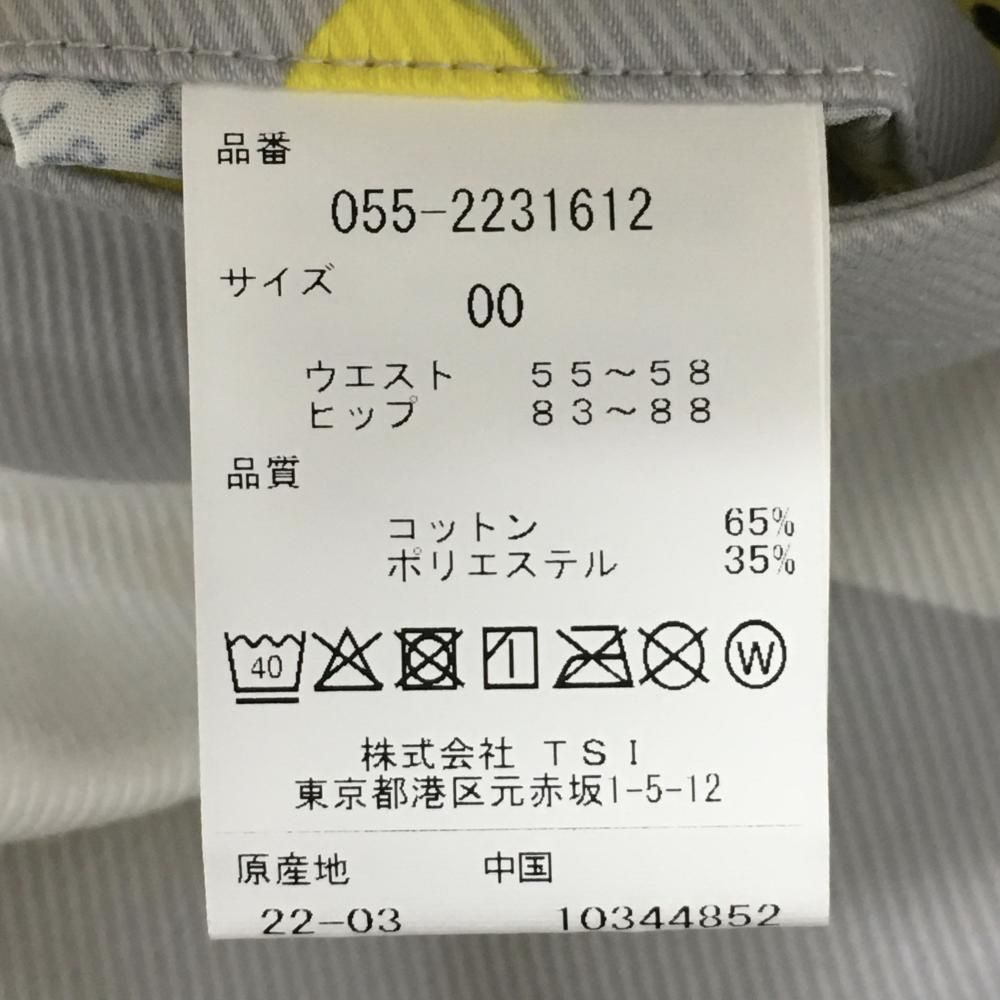 品番
055-2231612
サイズ
00
ウエスト 55～58
ヒップ 83～88
品質
コットン 65%
ポリエステル 35%
40 W
株式会社 TSI
東京都港区元赤坂1-5-12
原産地 中国
22-03 10344852